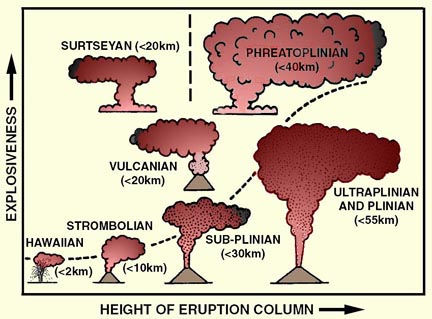 SURTSEYAN (<20km)
PHREATOPLINIAN
(<40km)
VULCANIAN
(<20km)
ULTRAPLINIAN
AND PLINIAN
(<55km)
STROMBOLIAN
(<10km)
SUB-PLINIAN
(<30km)
HAWAIIAN
(<2km)
EXPLOSIVENESS
HEIGHT OF ERUPTION COLUMN